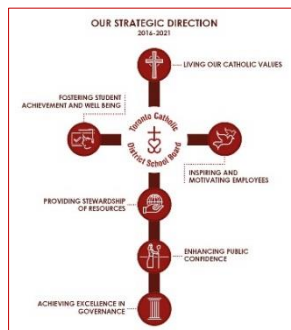 OUR STRATEGIC DIRECTION
2016-2021
LIVING OUR CATHOLIC VALUES
FOSTERING STUDENT
ACHIEVEMENT AND WELL BEING
Toronto Catholic
District School Board
INSPIRING AND
MOTIVATING EMPLOYEES
PROVIDING STEWARDSHIP
OF RESOURCES
ENHANCING PUBLIC
CONFIDENCE
ACHIEVING EXCELLENCE IN
GOVERNANCE